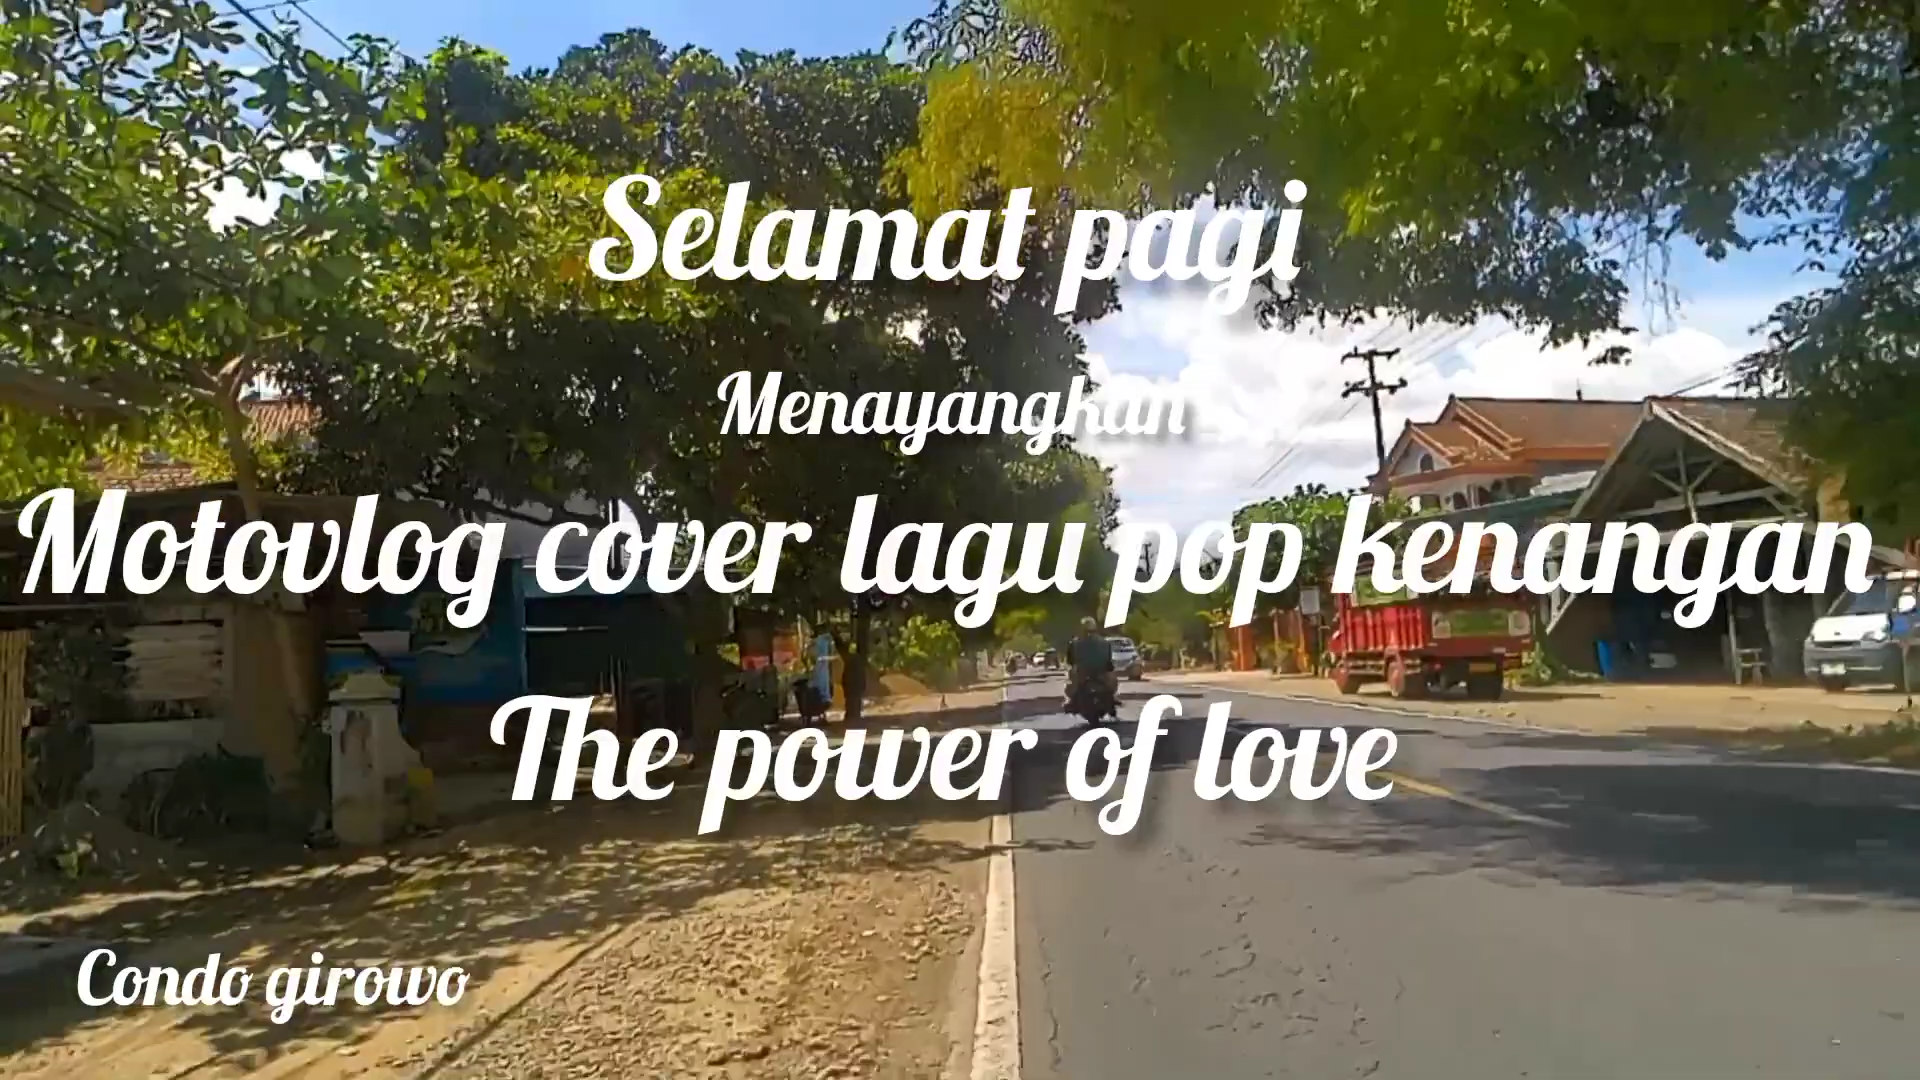 Selamat pagi
Menayangkan
Motovlog cover lagu pop kenangan
The power of love
Condo girowo